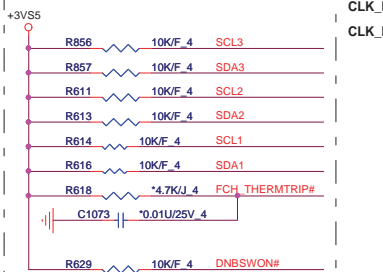 CLK_
+3VS5
CLK_
R856 10K/F_4 SCL3
R857 10K/F_4 SDA3
R611 10K/F_4 SCL2
R613 10K/F_4 SDA2
R614 10K/F_4 SCL1
R616 10K/F_4 SDA1
R618 *4.7K/J_4 FCH_THERMTRIP#
C1073 *0.01U/25V_4
R629 10K/F_4 DNBSWON#